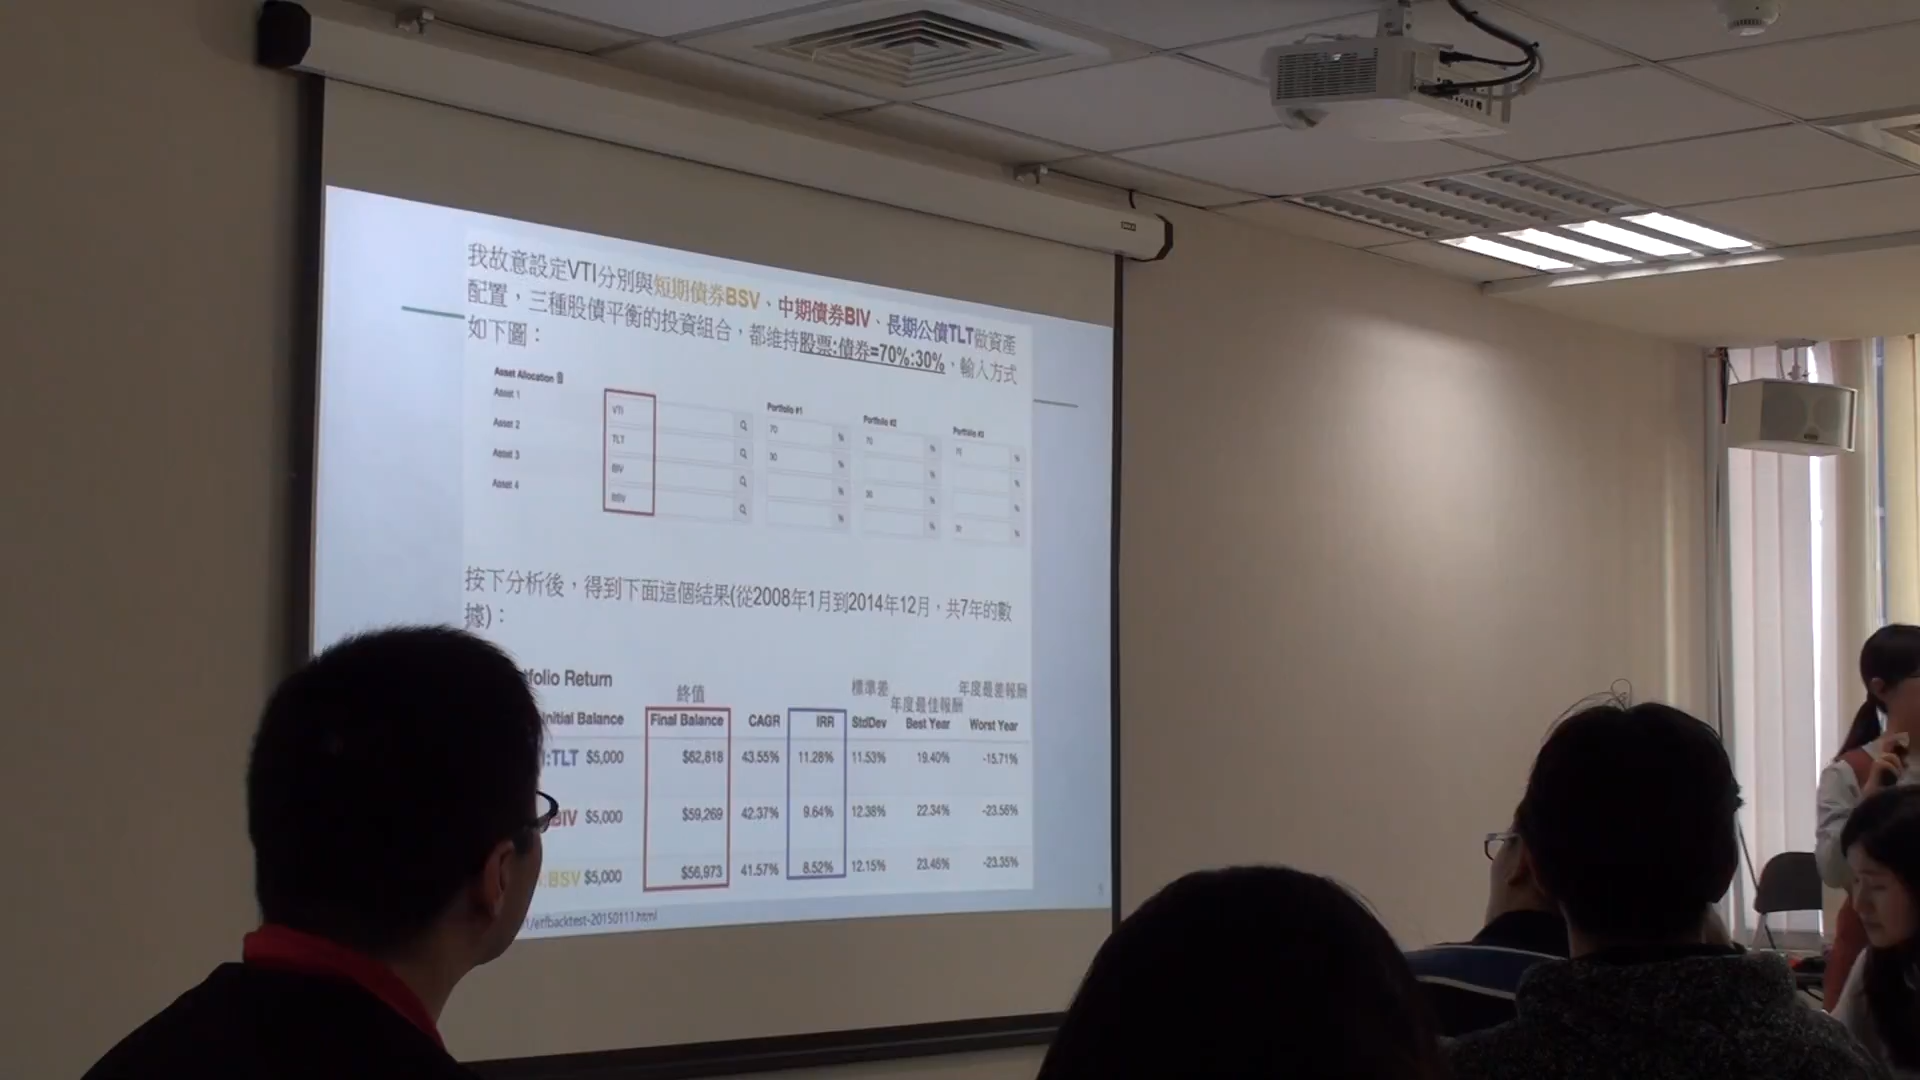 我故意設定VTI分別與短期債券BSV、中期債券BIV、長期公債TLT做資產
配置，三種股債平衡的投資組合，都維持股票:債券=70%:30%，輸入方式
如下圖：
Asset Allocation
Portfolio #1 Portfolio #2 Portfolio #3
Asset 1 VTI 70 % 70 % 70 %
Asset 2 TLT 30 % % %
Asset 3 BIV % 30 % %
Asset 4 BSV % % 30 %
按下分析後，得到下面這個結果(從2008年1月到2014年12月，共7年的數
據)：
tfolio Return
終值 標準差 年度最佳報酬 年度最差報酬
Initial Balance Final Balance CAGR IRR StdDev Best Year Worst Year
I:TLT $5,000 $62,818 43.55% 11.28% 11.53% 19.40% -15.71%
BIV $5,000 $59,269 42.37% 9.64% 12.38% 22.34% -23.56%
BSV $5,000 $56,973 41.57% 8.52% 12.15% 23.46% -23.35%
backtest-20150111.html